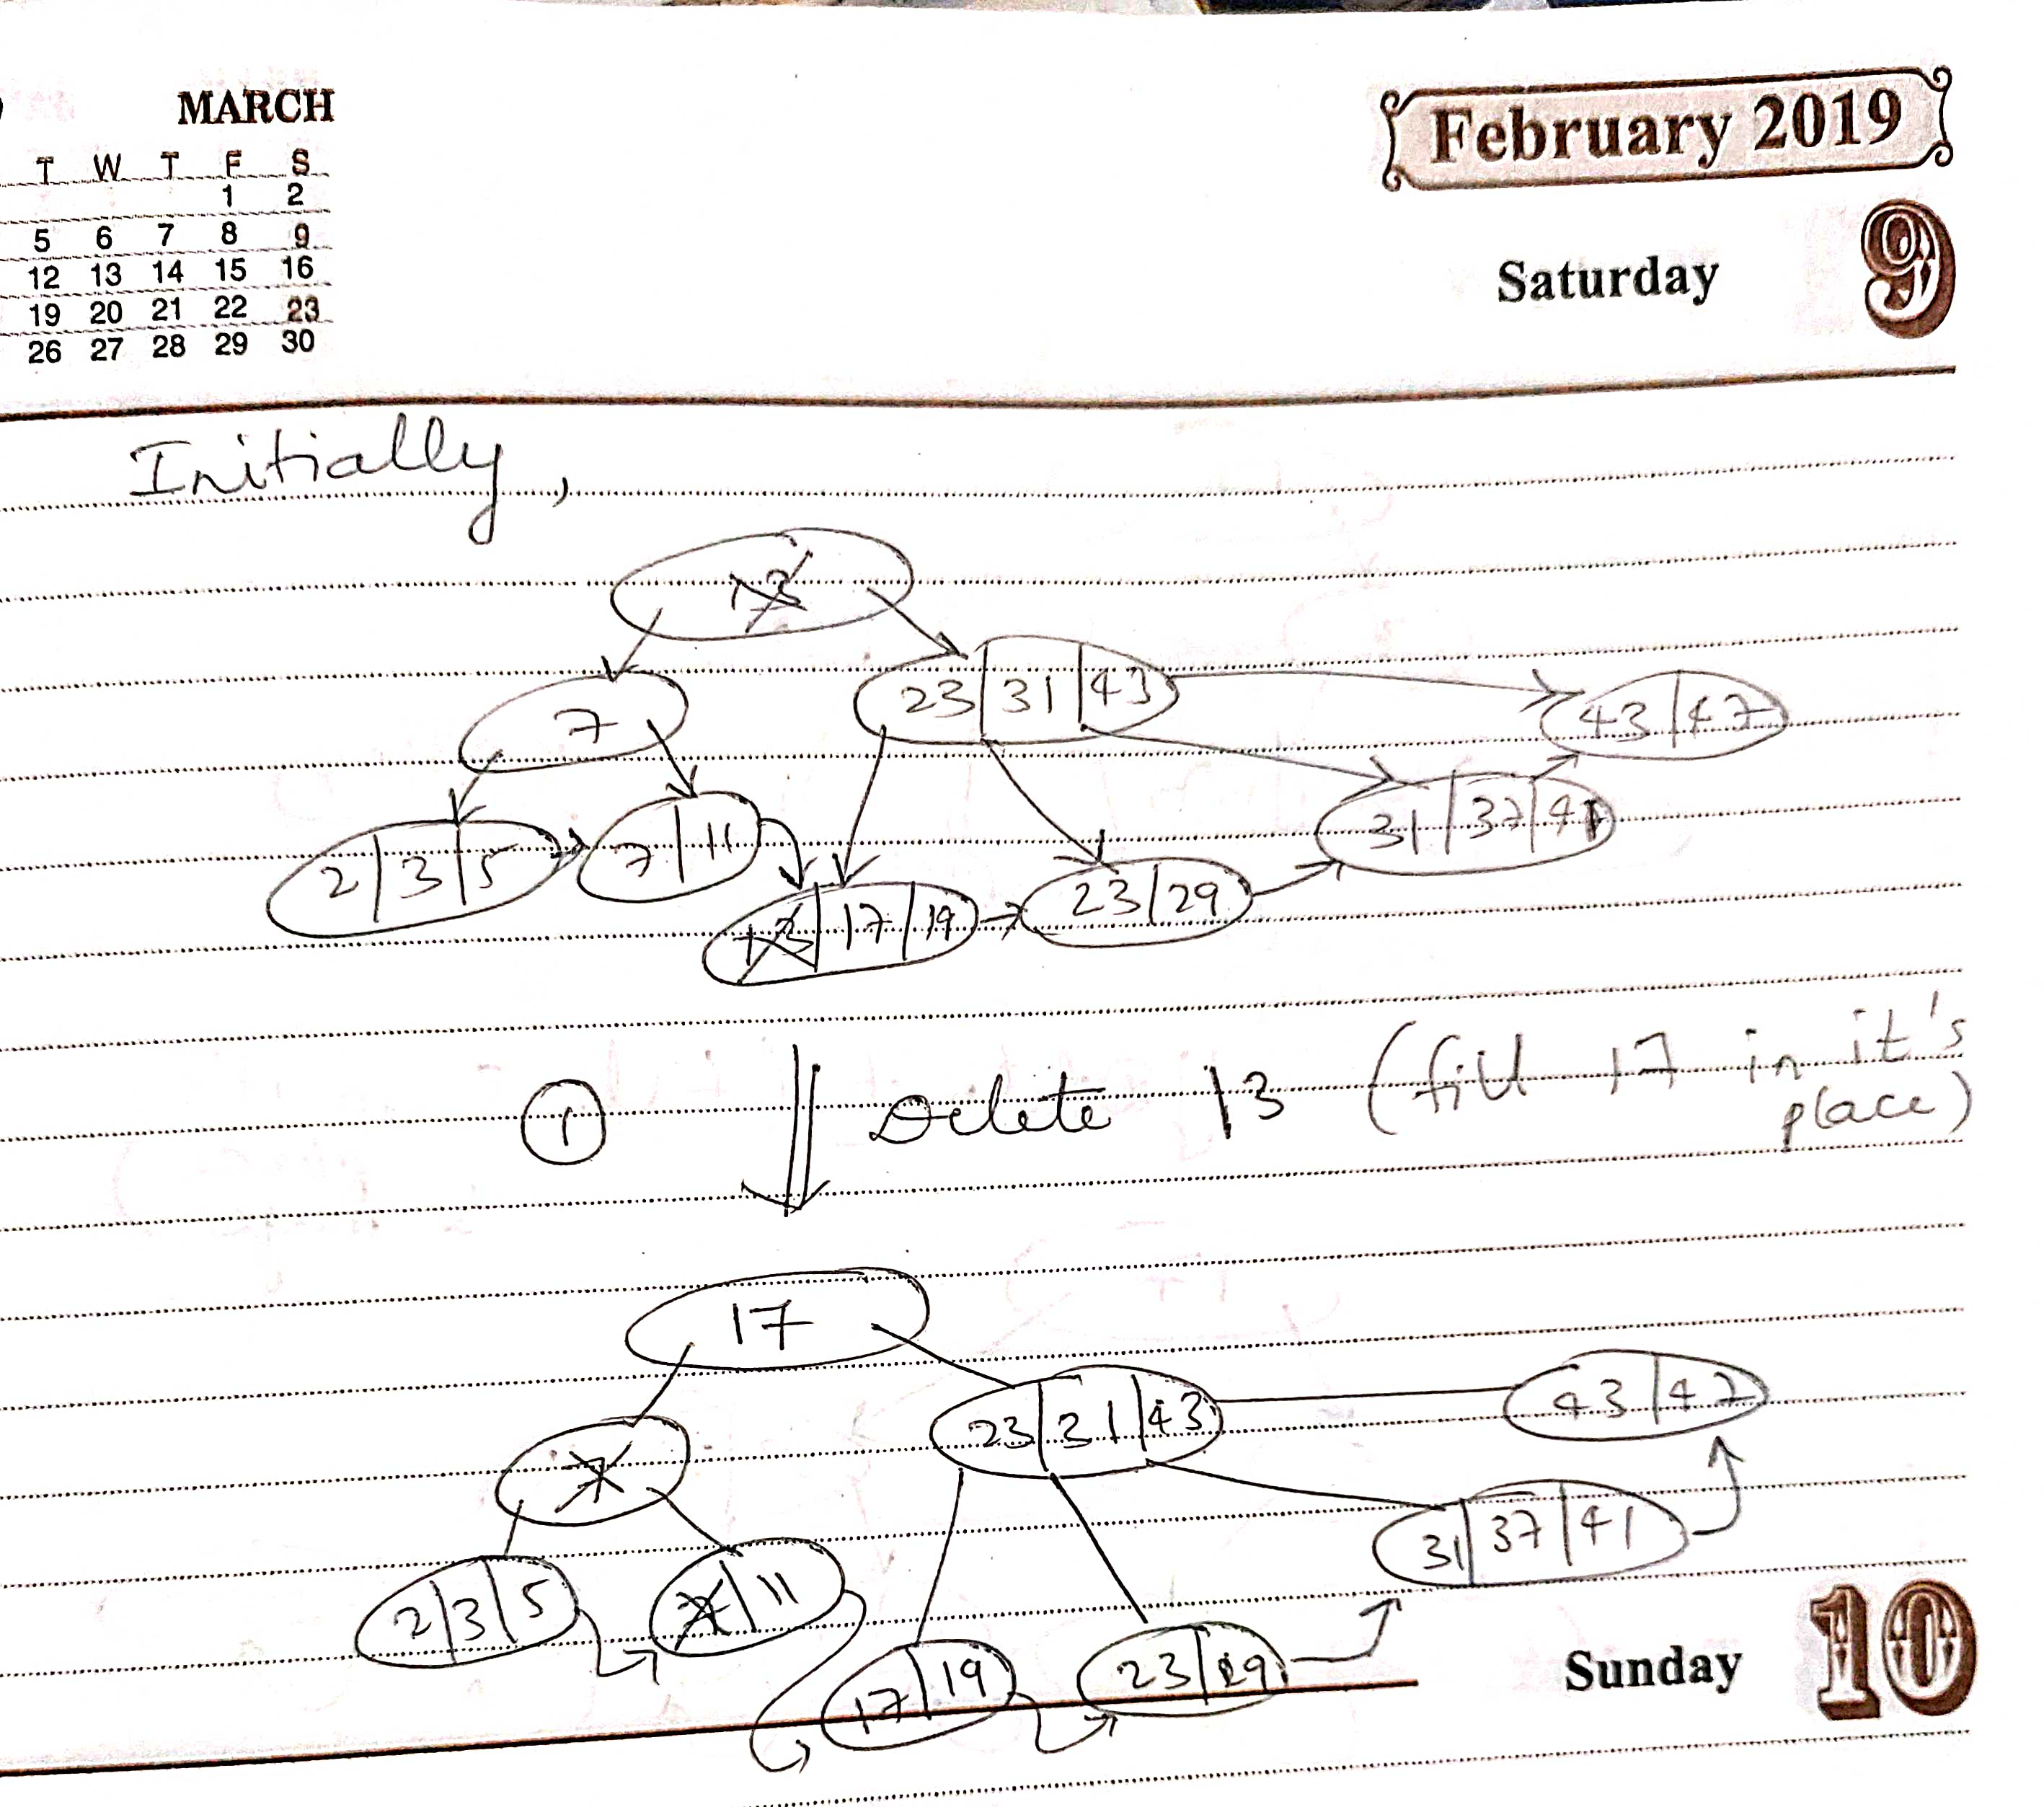 MARCH
February 2019
T W T F S
1 2
5 6 7 8 9
12 13 14 15 16
19 20 21 22 23
26 27 28 29 30
Saturday 9
Initially,
13
7
23 | 31 | 43
43 | 47
2 | 3 | 5
7 | 11
13 | 17 | 19
23 | 29
31 | 37 | 41
1 Delete 13 (fill 17 in it's
place)
17
7
23 | 31 | 43
43 | 47
2 | 3 | 5
7 | 11
17 | 19
23 | 29
31 | 37 | 41
Sunday 10